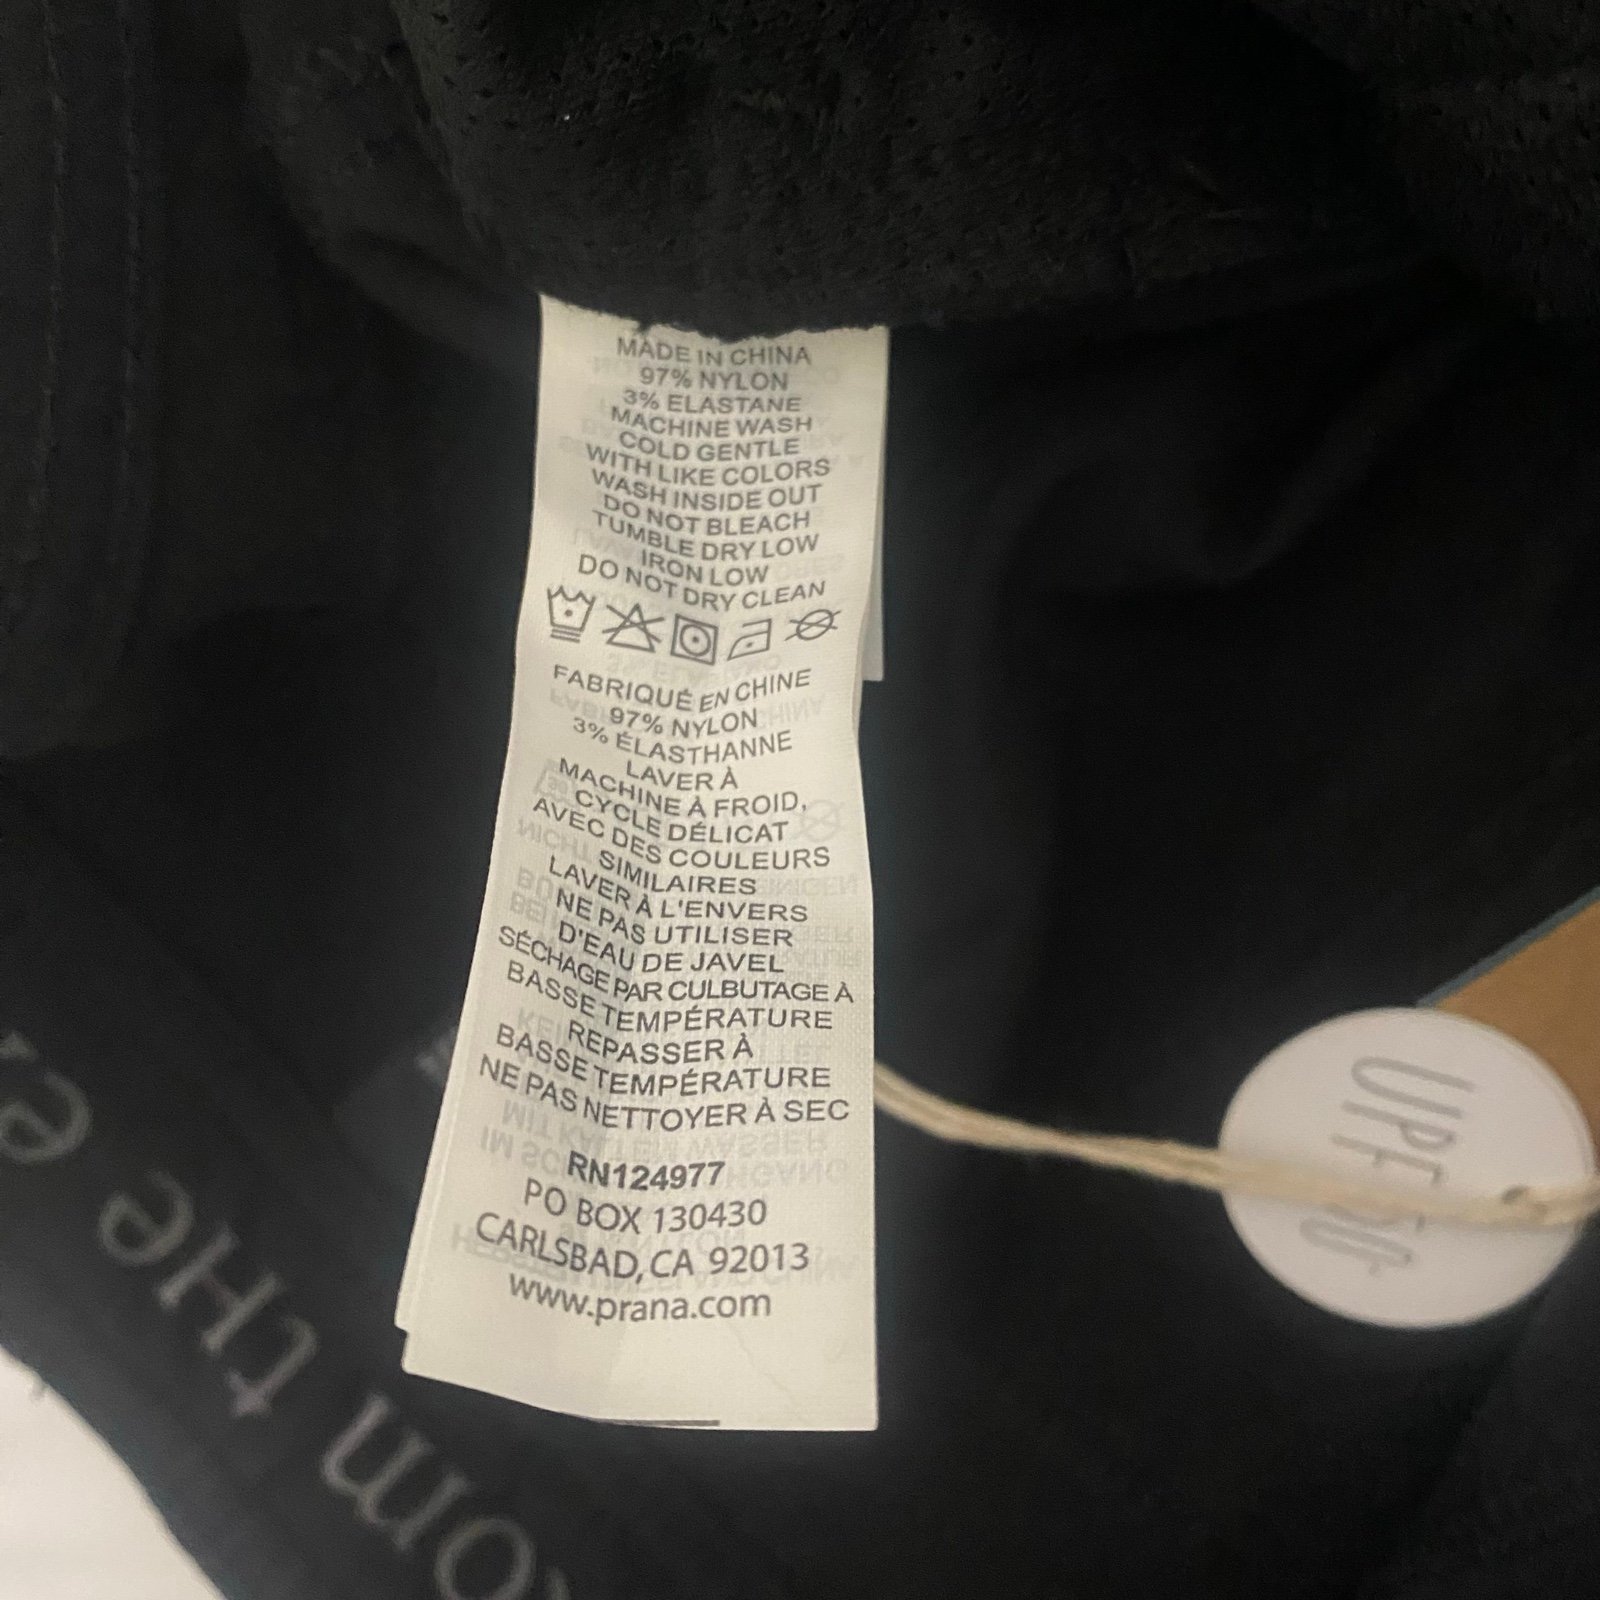 MADE IN CHINA
97% NYLON
3% ELASTANE
MACHINE WASH
COLD GENTLE
WITH LIKE COLORS
WASH INSIDE OUT
DO NOT BLEACH
TUMBLE DRY LOW
IRON LOW
DO NOT DRY CLEAN
FABRIQUÉ EN CHINE
97% NYLON
3% ÉLASTHANNE
LAVER À
MACHINE À FROID,
CYCLE DÉLICAT
AVEC DES COULEURS
SIMILAIRES
LAVER À L'ENVERS
NE PAS UTILISER
D'EAU DE JAVEL
SÉCHAGE PAR CULBUTAGE À
BASSE TEMPÉRATURE
REPASSER À
BASSE TEMPÉRATURE
NE PAS NETTOYER À SEC
RN124977
PO BOX 130430
CARLSBAD, CA 92013
www.prana.com
UPF 50+
the